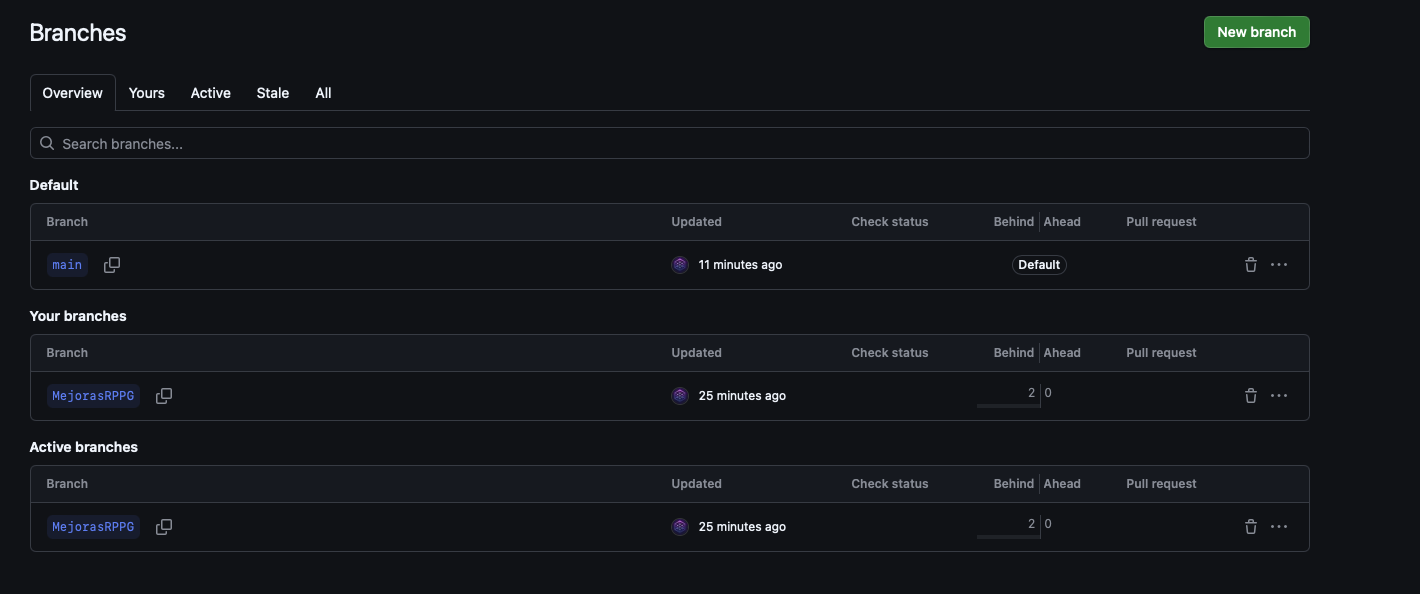 Branches
New branch
Overview Yours Active Stale All
Search branches...
Default
Branch Updated Check status Behind Ahead Pull request
main 11 minutes ago Default
Your branches
Branch Updated Check status Behind Ahead Pull request
MejorasRPPG 25 minutes ago 2 0
Active branches
Branch Updated Check status Behind Ahead Pull request
MejorasRPPG 25 minutes ago 2 0